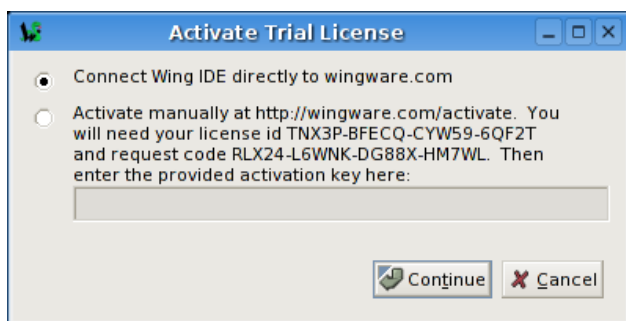 Activate Trial License
Connect Wing IDE directly to wingware.com
Activate manually at http://wingware.com/activate. You
will need your license id TNX3P-BFECQ-CYW59-6QF2T
and request code RLX24-L6WNK-DG88X-HM7WL. Then
enter the provided activation key here:
Continue Cancel